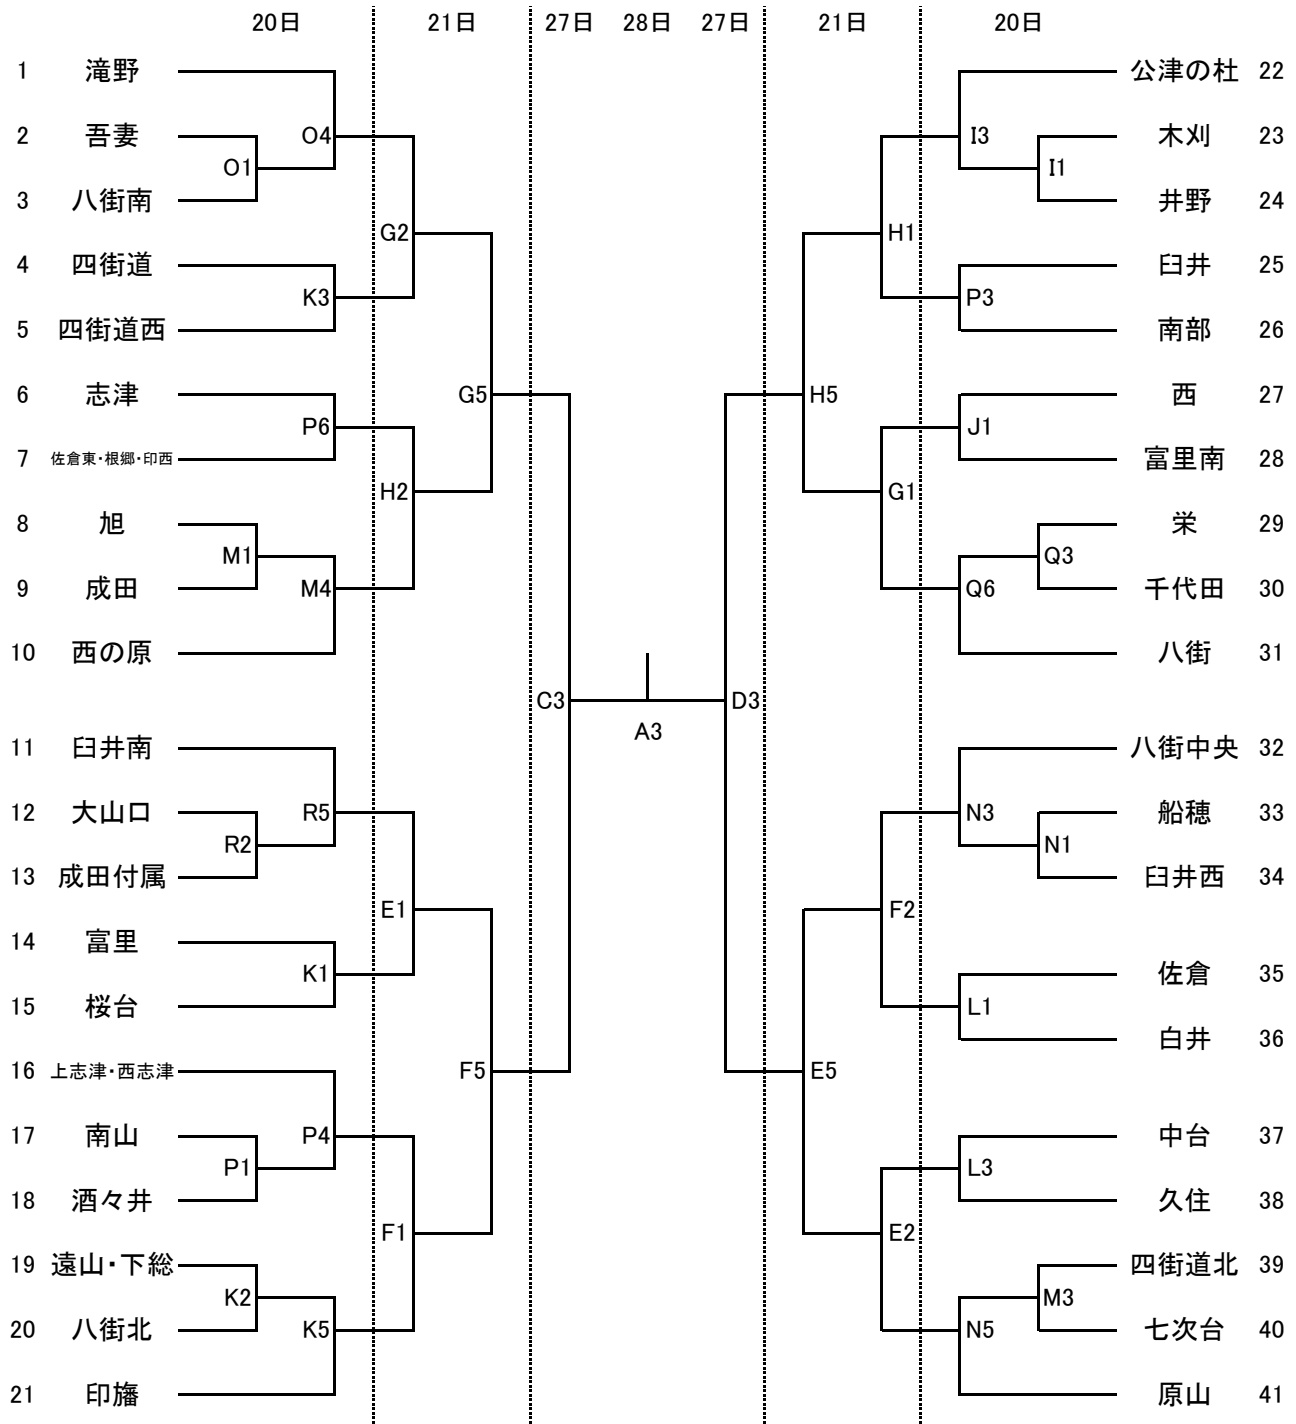 20日 21日 27日 28日 27日 21日 20日
1 滝野 公津の杜 22
2 吾妻 O4 I3 木刈 23
O1 I1
3 八街南 井野 24
G2 H1
4 四街道 臼井 25
K3 P3
5 四街道西 南部 26
6 志津 G5 H5 西 27
P6 J1
7 佐倉東・根郷・印西 富里南 28
H2 G1
8 旭 栄 29
M1 Q3
9 成田 M4 Q6 千代田 30
10 西の原 八街 31
C3 D3
A3
11 臼井南 八街中央 32
12 大山口 R5 N3 船穂 33
R2 N1
13 成田付属 臼井西 34
E1 F2
14 富里
K1 佐倉 35
15 桜台 L1
白井 36
16 上志津・西志津 F5 E5
17 南山 P4 中台 37
P1 L3
18 酒々井 久住 38
F1 E2
19 遠山・下総 四街道北 39
K2 M3
20 八街北 K5 N5 七次台 40
21 印旛 原山 41